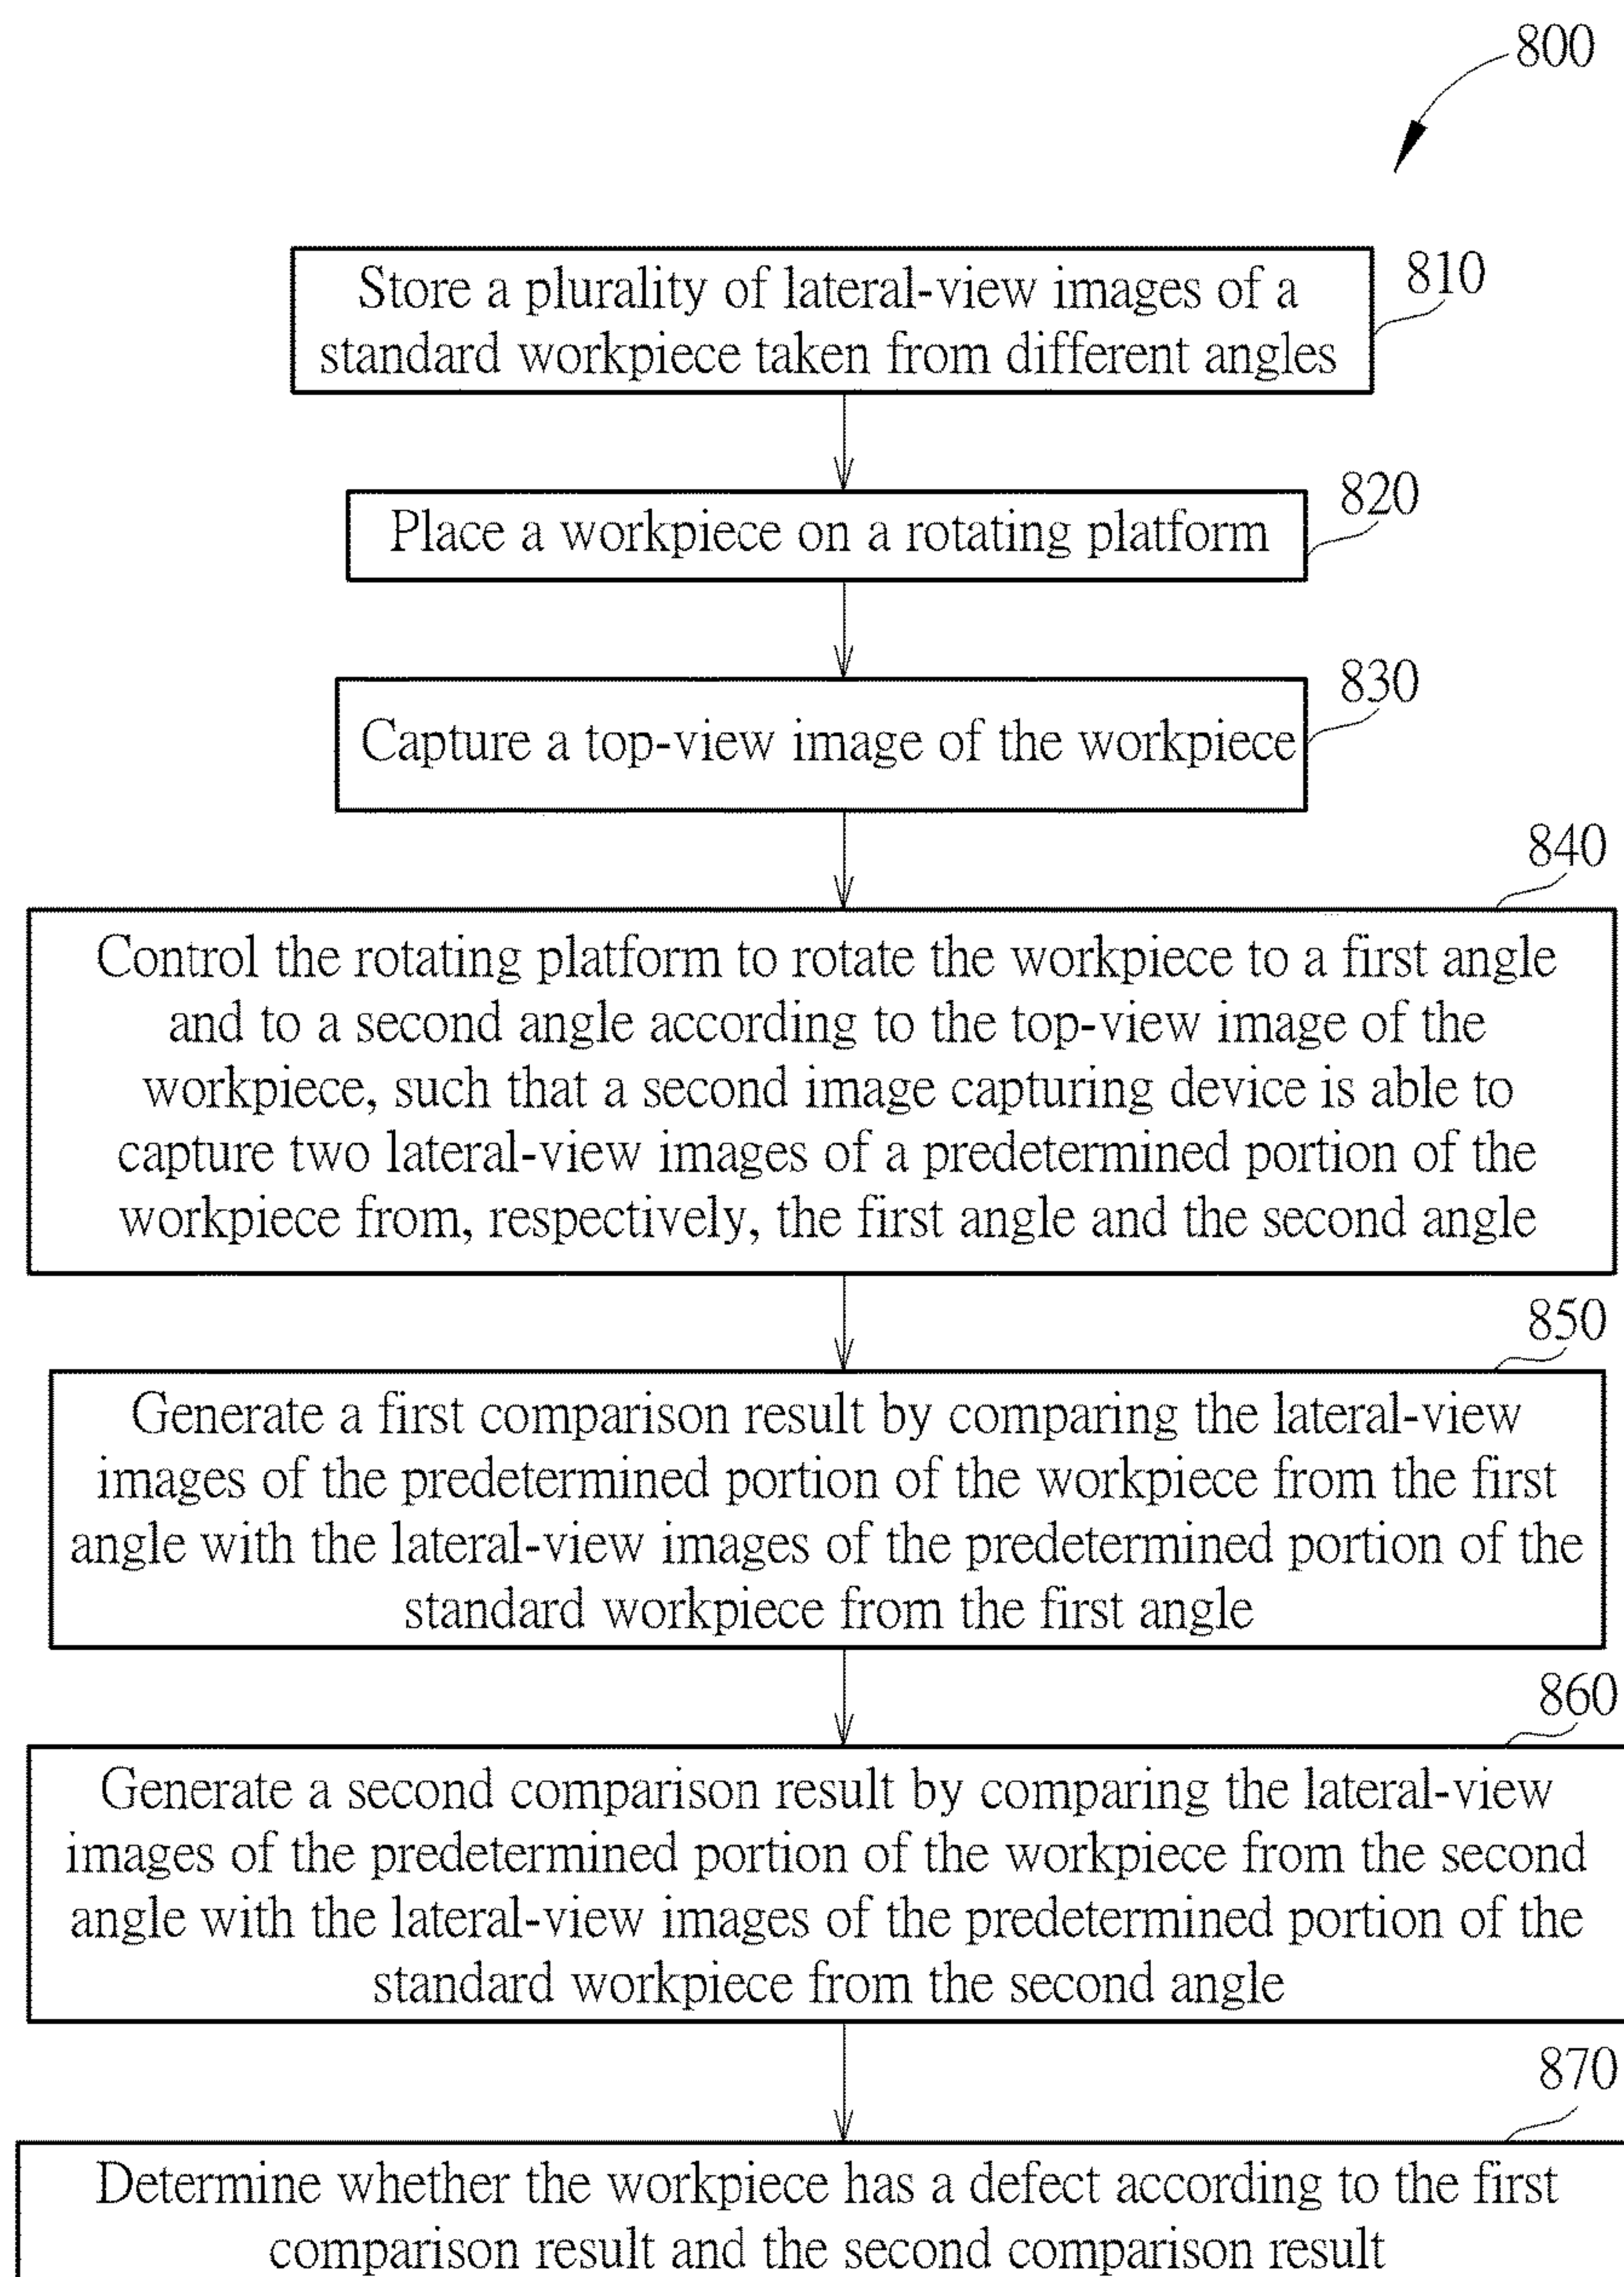 800
810
Store a plurality of lateral-view images of a
standard workpiece taken from different angles
820
Place a workpiece on a rotating platform
830
Capture a top-view image of the workpiece
840
Control the rotating platform to rotate the workpiece to a first angle
and to a second angle according to the top-view image of the
workpiece, such that a second image capturing device is able to
capture two lateral-view images of a predetermined portion of the
workpiece from, respectively, the first angle and the second angle
850
Generate a first comparison result by comparing the lateral-view
images of the predetermined portion of the workpiece from the first
angle with the lateral-view images of the predetermined portion of the
standard workpiece from the first angle
860
Generate a second comparison result by comparing the lateral-view
images of the predetermined portion of the workpiece from the second
angle with the lateral-view images of the predetermined portion of the
standard workpiece from the second angle
870
Determine whether the workpiece has a defect according to the first
comparison result and the second comparison result